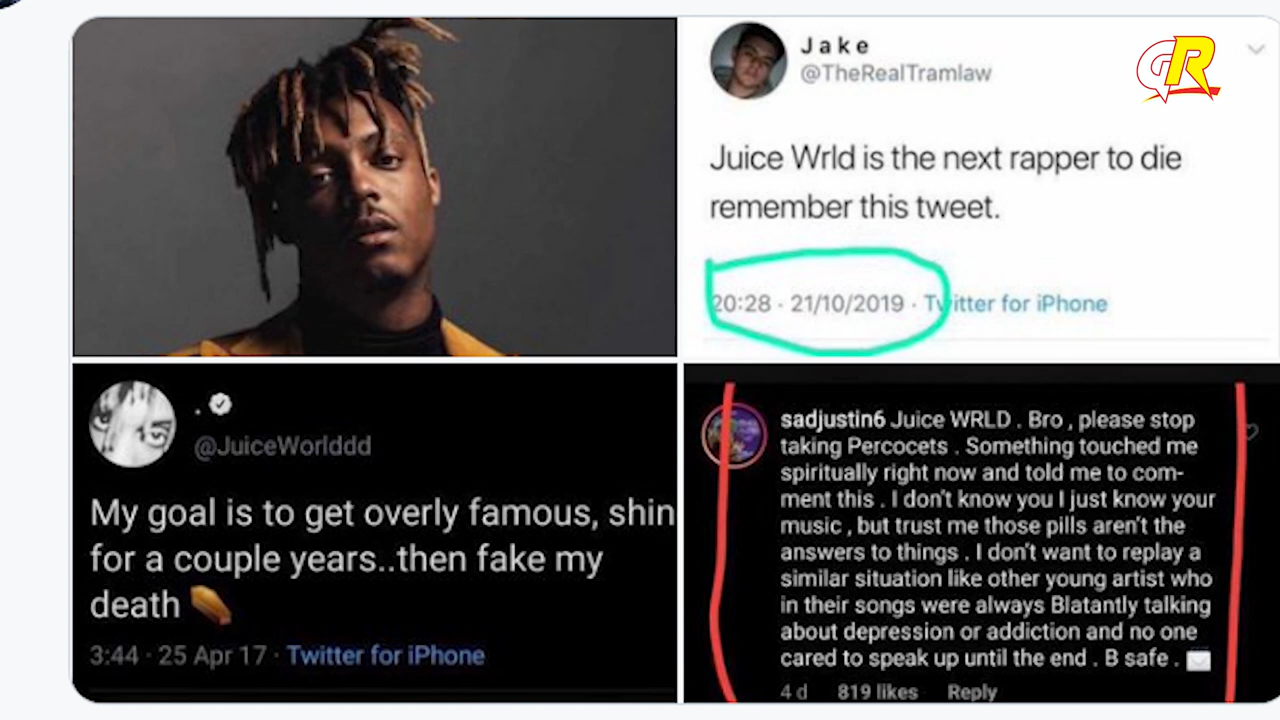 Jake
@TheRealTramlaw
GR
Juice Wrld is the next rapper to die
remember this tweet.
20:28 · 21/10/2019 · Twitter for iPhone
.
@JuiceWorlddd
My goal is to get overly famous, shin
for a couple years..then fake my
death
3:44 · 25 Apr 17 · Twitter for iPhone
sadjustin6 Juice WRLD . Bro , please stop
taking Percocets . Something touched me
spiritually right now and told me to com-
ment this . I don't know you I just know your
music , but trust me those pills aren't the
answers to things . I don't want to replay a
similar situation like other young artist who
in their songs were always Blatantly talking
about depression or addiction and no one
cared to speak up until the end . B safe .
4 d 819 likes Reply